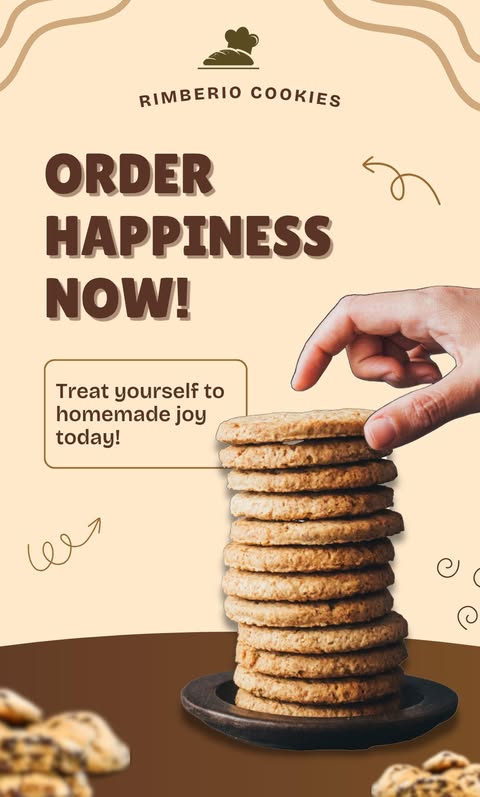 RIMBERIO COOKIES
ORDER
HAPPINESS
NOW!
Treat yourself to
homemade joy
today!